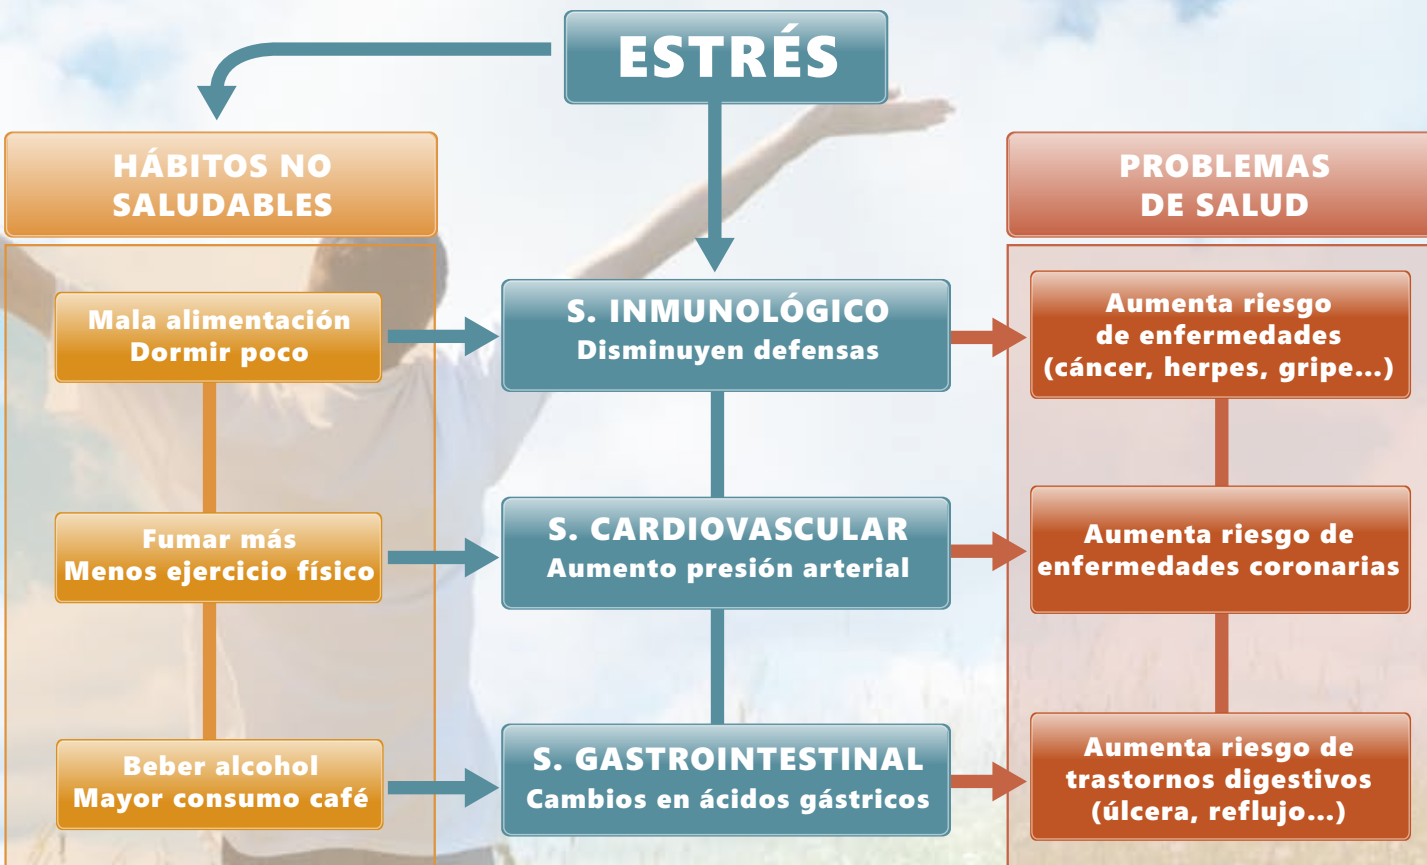 ESTRÉS
HÁBITOS NO
SALUDABLES
PROBLEMAS
DE SALUD
Mala alimentación
Dormir poco
S. INMUNOLÓGICO
Disminuyen defensas
Aumenta riesgo
de enfermedades
(cáncer, herpes, gripe...)
Fumar más
Menos ejercicio físico
S. CARDIOVASCULAR
Aumento presión arterial
Aumenta riesgo de
enfermedades coronarias
Beber alcohol
Mayor consumo café
S. GASTROINTESTINAL
Cambios en ácidos gástricos
Aumenta riesgo de
trastornos digestivos
(úlcera, reflujo...)